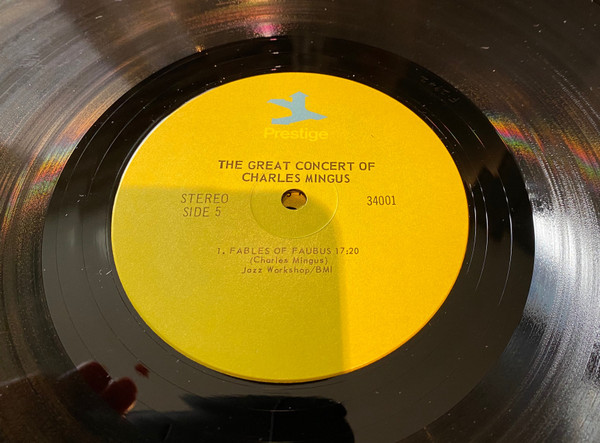 Prestige
THE GREAT CONCERT OF
CHARLES MINGUS
STEREO 34001
SIDE 5
1. FABLES OF FAUBUS 17:20
(Charles Mingus)
Jazz Workshop/BMI